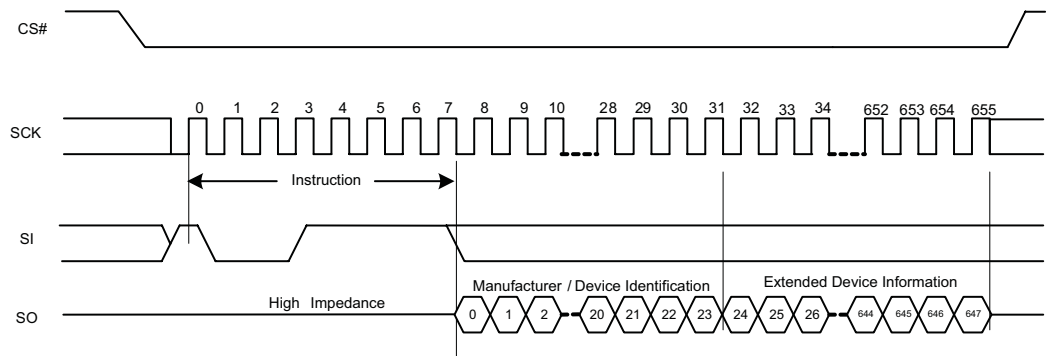 CS#
0 1 2 3 4 5 6 7 8 9 10 28 29 30 31 32 33 34 652 653 654 655
SCK
Instruction
SI
Manufacturer / Device Identification Extended Device Information
High Impedance
SO 0 1 2 20 21 22 23 24 25 26 644 645 646 647